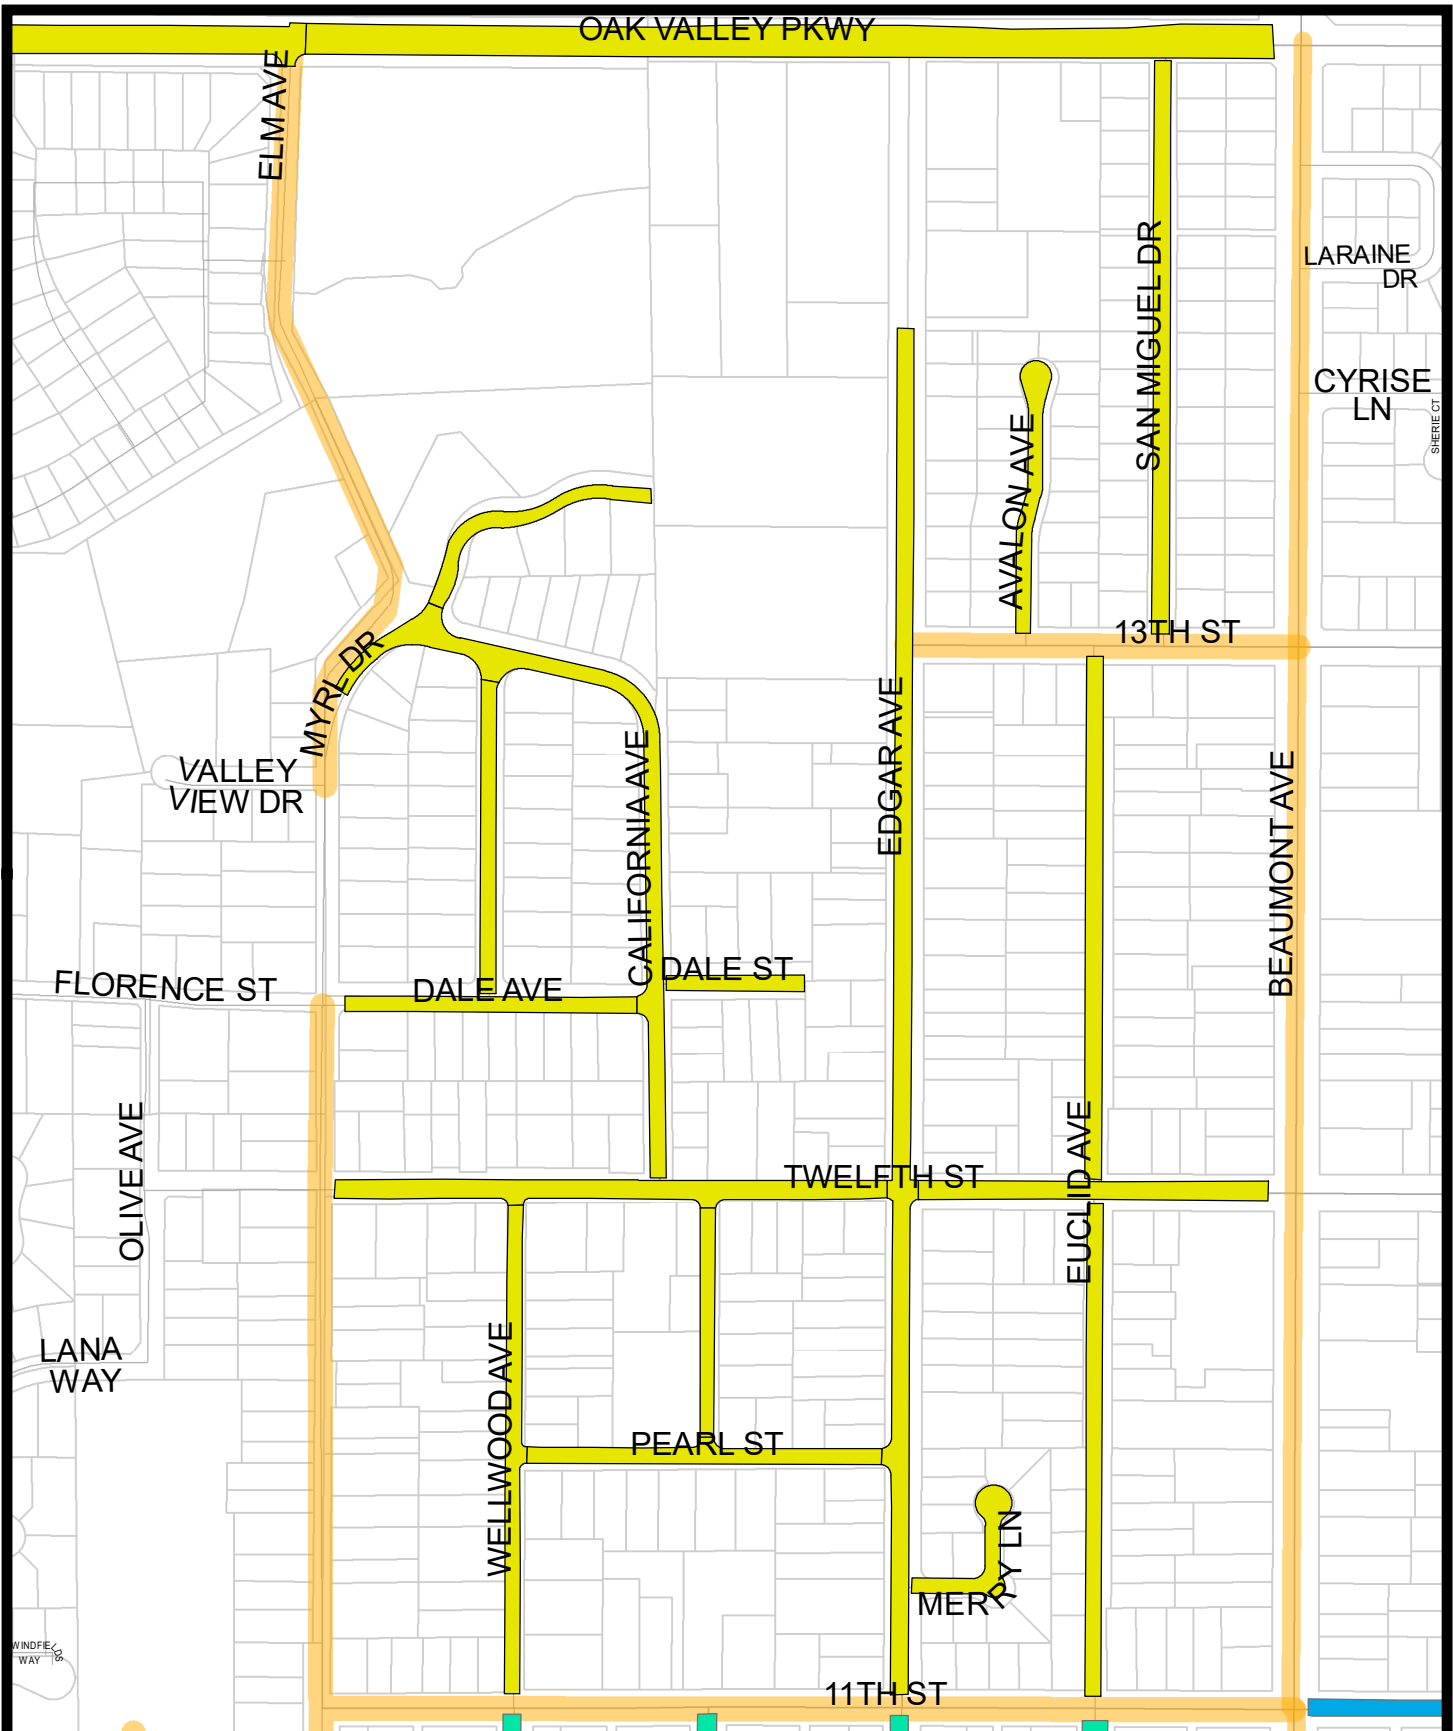 OAK VALLEY PKWY
ELM AVE
SAN MIGUEL DR
LARAINE
DR
CYRISE
LN
SHERIE CT
AVALON AVE
13TH ST
MYRL DR
EDGAR AVE
CALIFORNIA AVE
VALLEY
VIEW DR
BEAUMONT AVE
DALE ST
FLORENCE ST
DALE AVE
OLIVE AVE
EUCLID AVE
TWELFTH ST
LANA
WAY
WELLWOOD AVE
PEARL ST
MERRY LN
WINDFIELDS
WAY
11TH ST